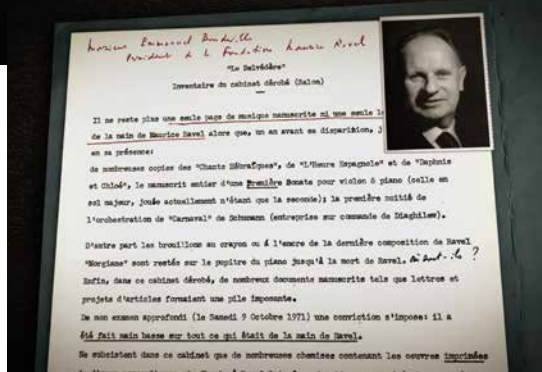 Monsieur Emmanuel Bondeville
Président de la Fondation Maurice Ravel
"Le Belvédère"
Inventaire du cabinet dérobé (Salon)
Il ne reste plus une seule page de musique manuscrite ni une seule l
de la main de Maurice Ravel alors que, un an avant sa disparition, j
en sa présence:
de nombreuses copies des "Chants Hébraïques", de "L'Heure Espagnole" et de "Daphnis
et Chloé", le manuscrit entier d'une Première Sonate pour violon & piano (celle en
sol majeur, jouée actuellement n'étant que la seconde); la première moitié de
l'orchestration de "Carnaval" de Schumann (entreprise sur commande de Diaghilew).
D'autre part les brouillons au crayon ou à l'encre de la dernière composition de Ravel
"Morgiane" sont restés sur le pupitre du piano jusqu'à la mort de Ravel. où sont-ils ?
Enfin, dans ce cabinet dérobé, de nombreux documents manuscrits tels que lettres et
projets d'articles formaient une pile imposante.
De mon examen approfondi (le Samedi 9 Octobre 1971) une conviction s'impose: il a
été fait main basse sur tout ce qui était de la main de Ravel.
Ne subsistent dans ce cabinet que de nombreuses chemises contenant les oeuvres imprimées